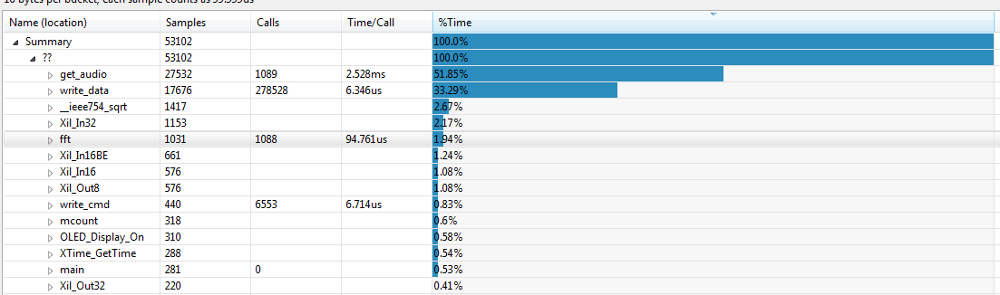 10 bytes per bucket, each sample counts as 99.999us
Name (location) Samples Calls Time/Call %Time
Summary 53102 100.0%
?? 53102 100.0%
get_audio 27532 1089 2.528ms 51.85%
write_data 17676 278528 6.346us 33.29%
__ieee754_sqrt 1417 2.67%
Xil_In32 1153 2.17%
fft 1031 1088 94.761us 1.94%
Xil_In16BE 661 1.24%
Xil_In16 576 1.08%
Xil_Out8 576 1.08%
write_cmd 440 6553 6.714us 0.83%
mcount 318 0.6%
OLED_Display_On 310 0.58%
XTime_GetTime 288 0.54%
main 281 0 0.53%
Xil_Out32 220 0.41%